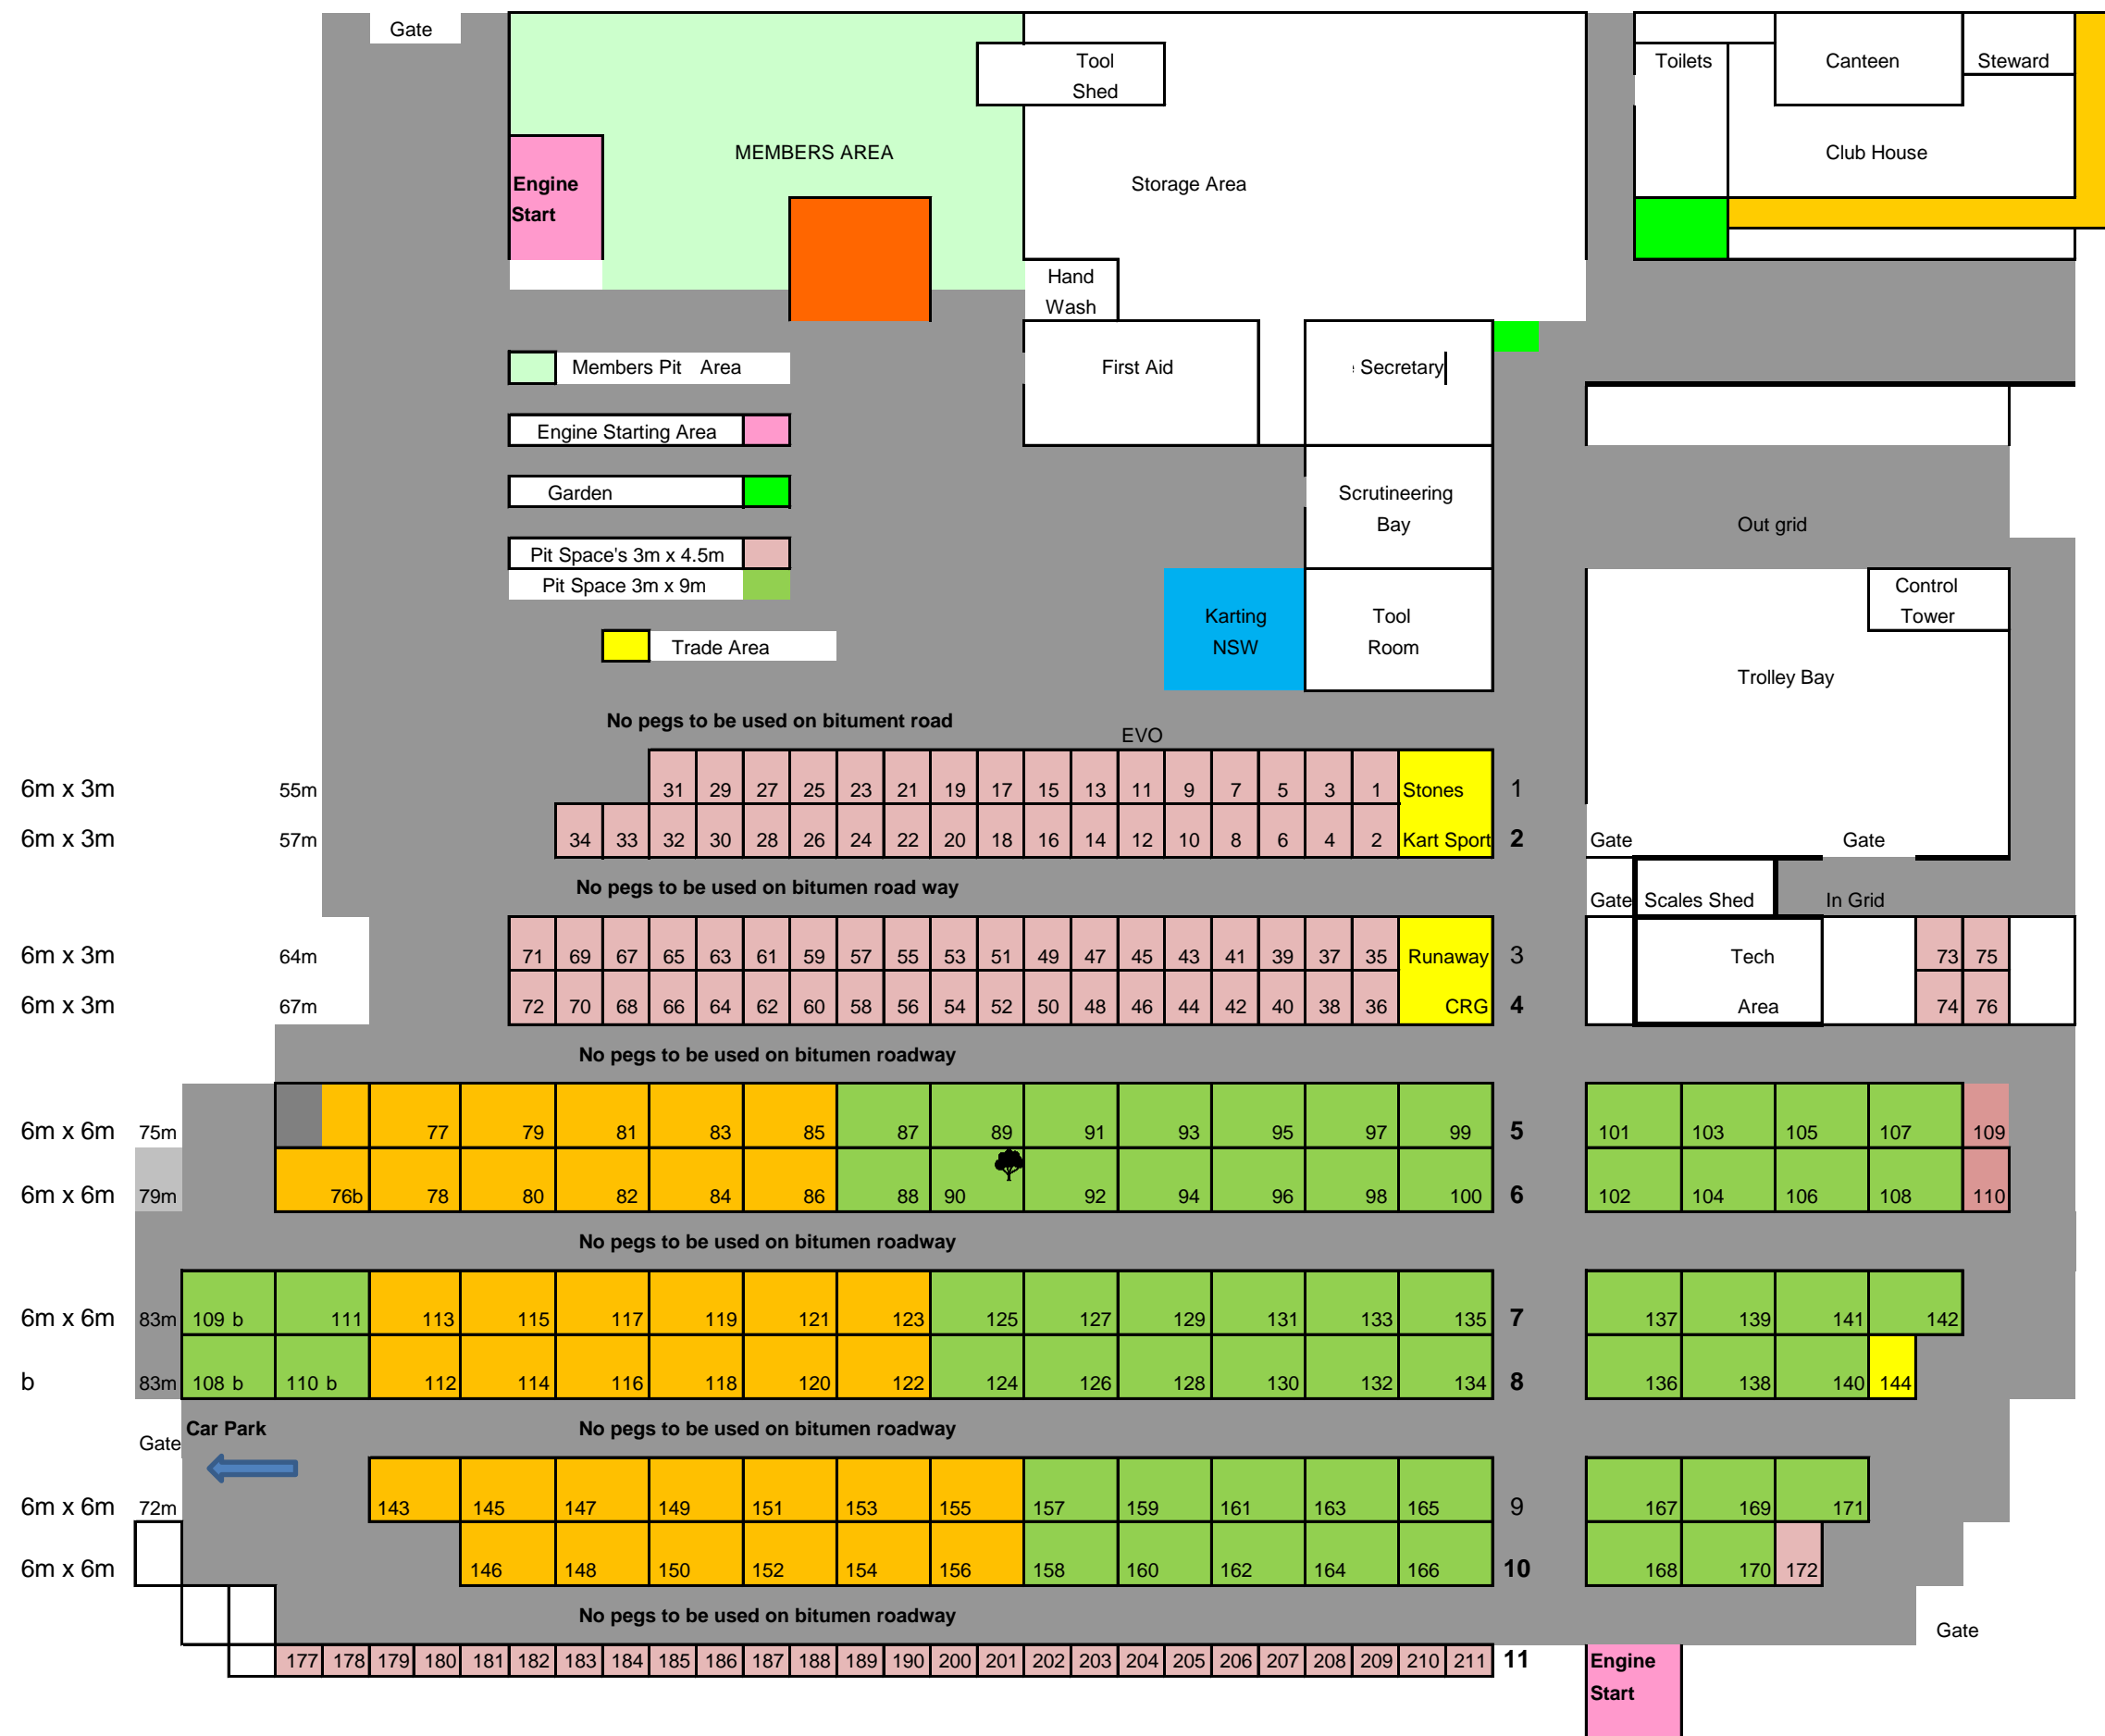 Gate
Tool
Shed
Toilets
Canteen
Steward
MEMBERS AREA
Club House
Engine
Start
Storage Area
Hand
Wash
Members Pit Area
First Aid
Secretary
Engine Starting Area
Garden
Scrutineering
Bay
Out grid
Pit Space's 3m x 4.5m
Pit Space 3m x 9m
Control
Tower
Karting
NSW
Tool
Room
Trade Area
Trolley Bay
No pegs to be used on bitument road
EVO
6m x 3m 55m 31 29 27 25 23 21 19 17 15 13 11 9 7 5 3 1 Stones 1
6m x 3m 57m 34 33 32 30 28 26 24 22 20 18 16 14 12 10 8 6 4 2 Kart Sport 2 Gate Gate
No pegs to be used on bitumen road way
Gate Scales Shed In Grid
6m x 3m 64m 71 69 67 65 63 61 59 57 55 53 51 49 47 45 43 41 39 37 35 Runaway 3 Tech 73 75
6m x 3m 67m 72 70 68 66 64 62 60 58 56 54 52 50 48 46 44 42 40 38 36 CRG 4 Area 74 76
No pegs to be used on bitumen roadway
6m x 6m 75m 77 79 81 83 85 87 89 91 93 95 97 99 5 101 103 105 107 109
6m x 6m 79m 76b 78 80 82 84 86 88 90 92 94 96 98 100 6 102 104 106 108 110
No pegs to be used on bitumen roadway
6m x 6m 83m 109 b 111 113 115 117 119 121 123 125 127 129 131 133 135 7 137 139 141 142
b 83m 108 b 110 b 112 114 116 118 120 122 124 126 128 130 132 134 8 136 138 140 144
Car Park
No pegs to be used on bitumen roadway
Gate
6m x 6m 72m 143 145 147 149 151 153 155 157 159 161 163 165 9 167 169 171
6m x 6m 146 148 150 152 154 156 158 160 162 164 166 10 168 170 172
No pegs to be used on bitumen roadway
Gate
177 178 179 180 181 182 183 184 185 186 187 188 189 190 200 201 202 203 204 205 206 207 208 209 210 211 11
Engine
Start